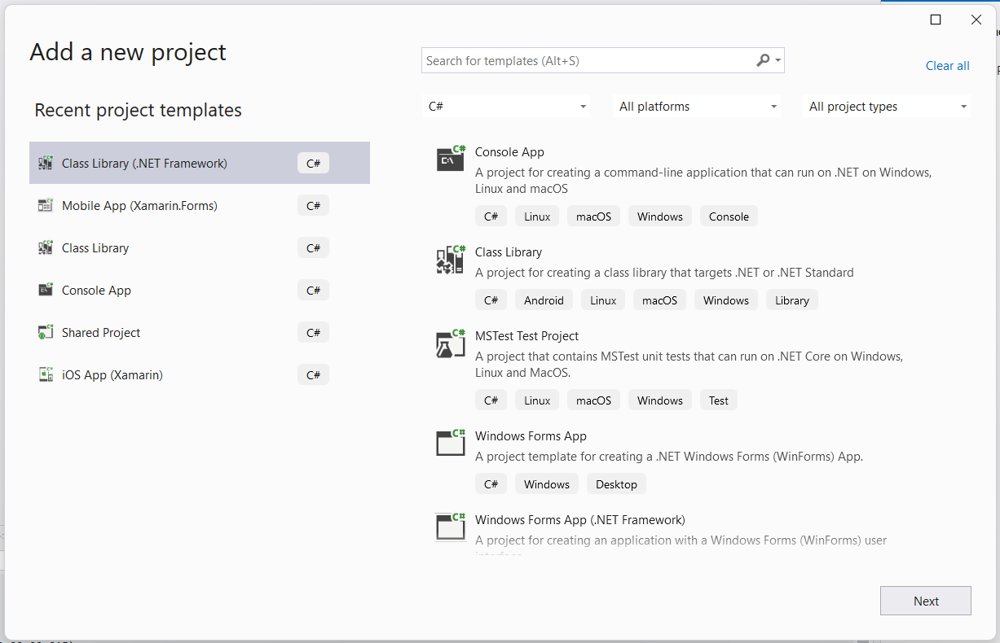 Add a new project
Search for templates (Alt+S)
Clear all
Recent project templates
C#
All platforms
All project types
Class Library (.NET Framework)
C#
Mobile App (Xamarin.Forms)
C#
Class Library
C#
Console App
C#
Shared Project
C#
iOS App (Xamarin)
C#
Console App
A project for creating a command-line application that can run on .NET on Windows,
Linux and macOS
C# Linux macOS Windows Console
Class Library
A project for creating a class library that targets .NET or .NET Standard
C# Android Linux macOS Windows Library
MSTest Test Project
A project that contains MSTest unit tests that can run on .NET Core on Windows,
Linux and MacOS.
C# Linux macOS Windows Test
Windows Forms App
A project template for creating a .NET Windows Forms (WinForms) App.
C# Windows Desktop
Windows Forms App (.NET Framework)
A project for creating an application with a Windows Forms (WinForms) user
Next